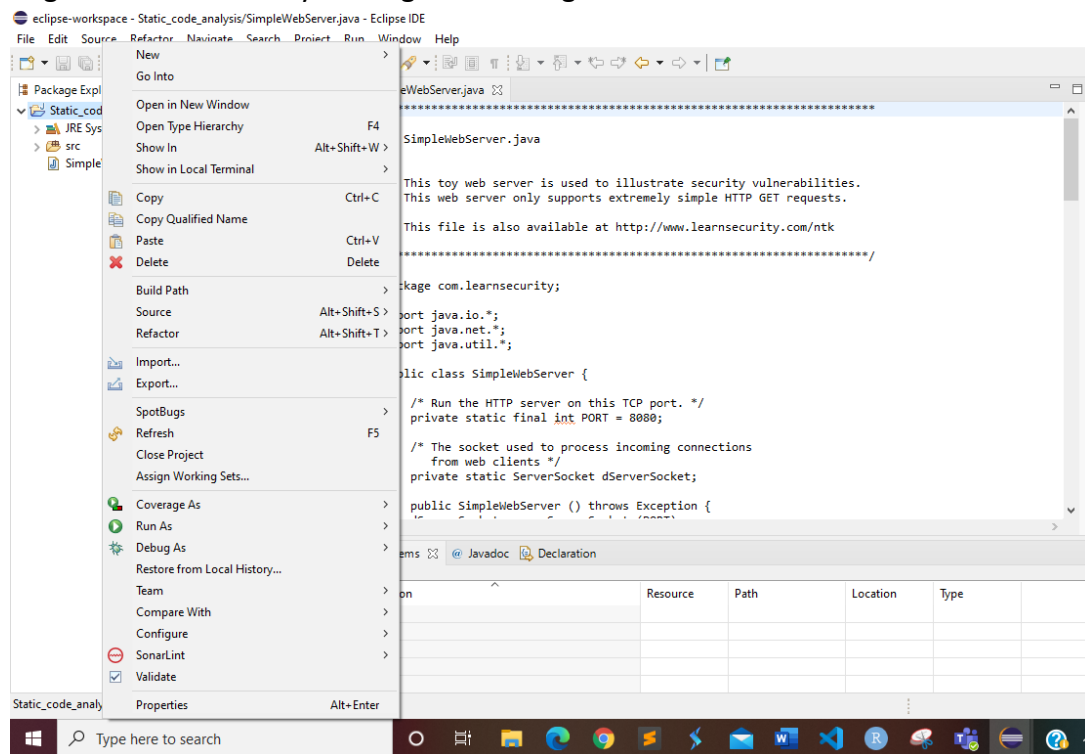 eclipse-workspace - Static_code_analysis/SimpleWebServer.java - Eclipse IDE
File Edit Source Refactor Navigate Search Project Run Window Help
Package Expl
Static_cod
JRE Sys
src
Simple
New
Go Into
Open in New Window
Open Type Hierarchy F4
Show In Alt+Shift+W
Show in Local Terminal
Copy Ctrl+C
Copy Qualified Name
Paste Ctrl+V
Delete Delete
Build Path
Source Alt+Shift+S
Refactor Alt+Shift+T
Import...
Export...
SpotBugs
Refresh F5
Close Project
Assign Working Sets...
Coverage As
Run As
Debug As
Restore from Local History...
Team
Compare With
Configure
SonarLint
Validate
Properties Alt+Enter
eWebServer.java
SimpleWebServer.java
This toy web server is used to illustrate security vulnerabilities.
This web server only supports extremely simple HTTP GET requests.
This file is also available at http://www.learnsecurity.com/ntk
***********************************************************************/
kage com.learnsecurity;
port java.io.*;
port java.net.*;
port java.util.*;
blic class SimpleWebServer {
/* Run the HTTP server on this TCP port. */
private static final int PORT = 8080;
/* The socket used to process incoming connections
from web clients */
private static ServerSocket dServerSocket;
public SimpleWebServer () throws Exception {
ems Javadoc Declaration
on Resource Path Location Type
Static_code_analy
Type here to search